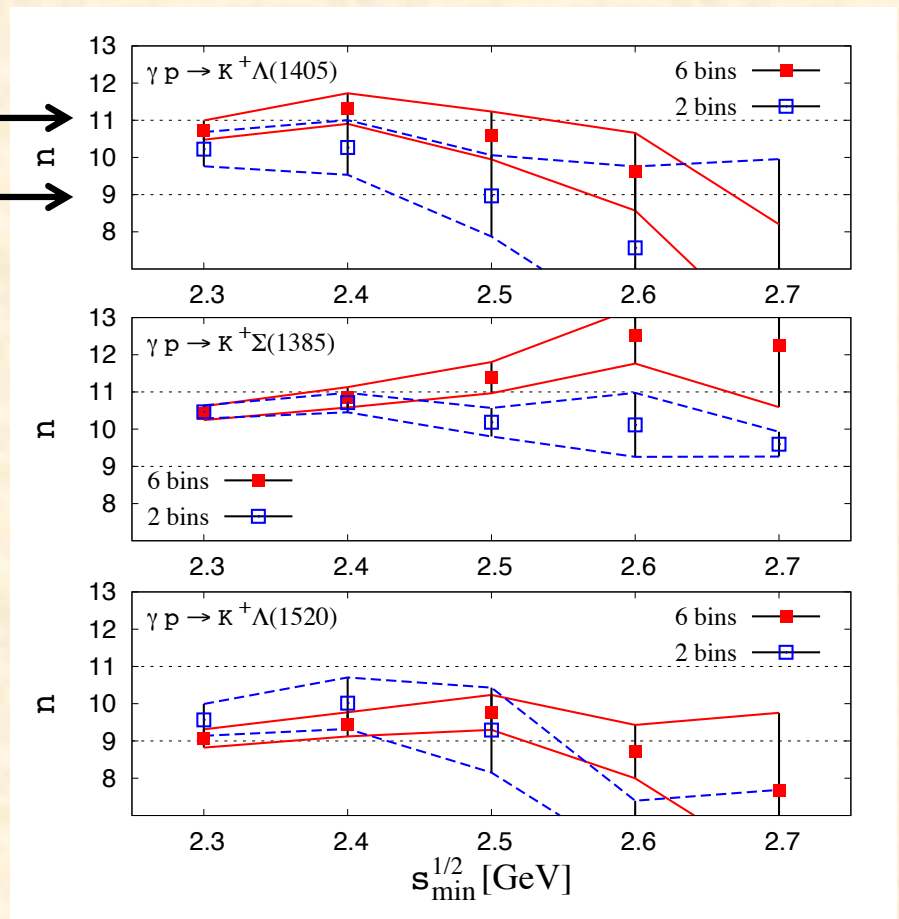 13
12
11
10
9
8
n
γ p → K⁺Λ(1405)
6 bins
2 bins
2.3 2.4 2.5 2.6 2.7
13
12
11
10
9
8
n
γ p → K⁺Σ(1385)
6 bins
2 bins
2.3 2.4 2.5 2.6 2.7
13
12
11
10
9
8
n
γ p → K⁺Λ(1520)
6 bins
2 bins
2.3 2.4 2.5 2.6 2.7
s_min^1/2 [GeV]